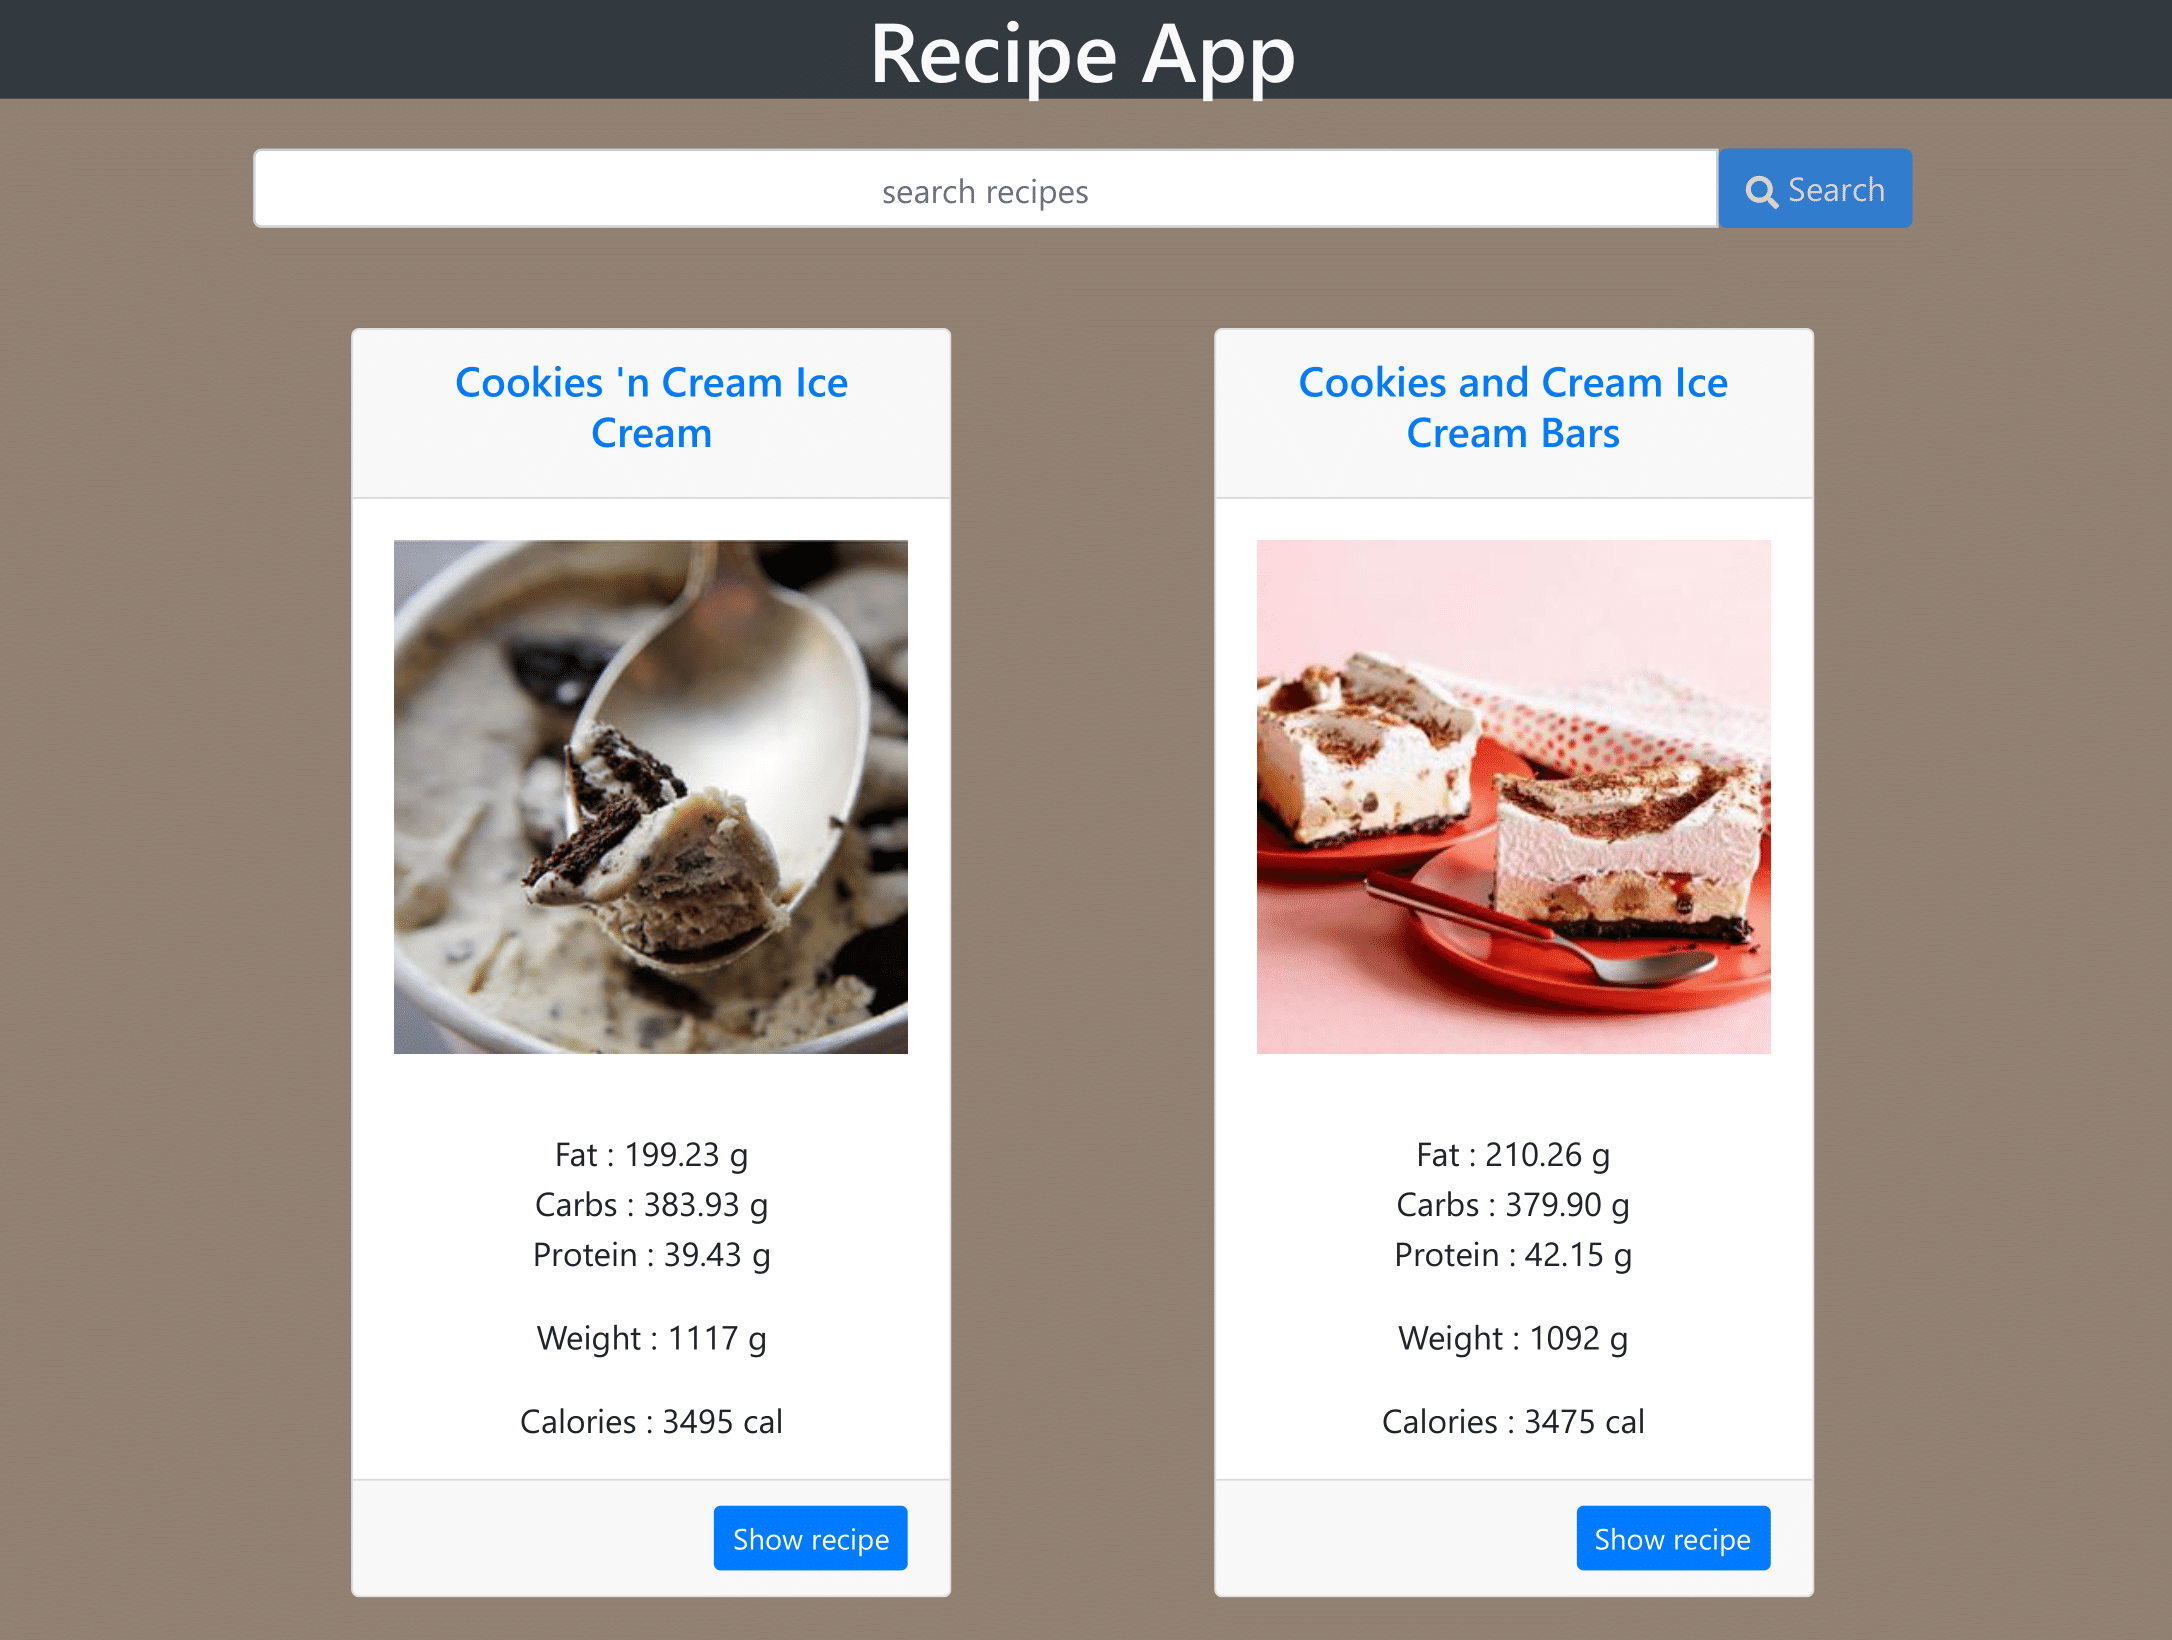 Recipe App
search recipes
Search
Cookies 'n Cream Ice
Cream
Fat : 199.23 g
Carbs : 383.93 g
Protein : 39.43 g
Weight : 1117 g
Calories : 3495 cal
Show recipe
Cookies and Cream Ice
Cream Bars
Fat : 210.26 g
Carbs : 379.90 g
Protein : 42.15 g
Weight : 1092 g
Calories : 3475 cal
Show recipe